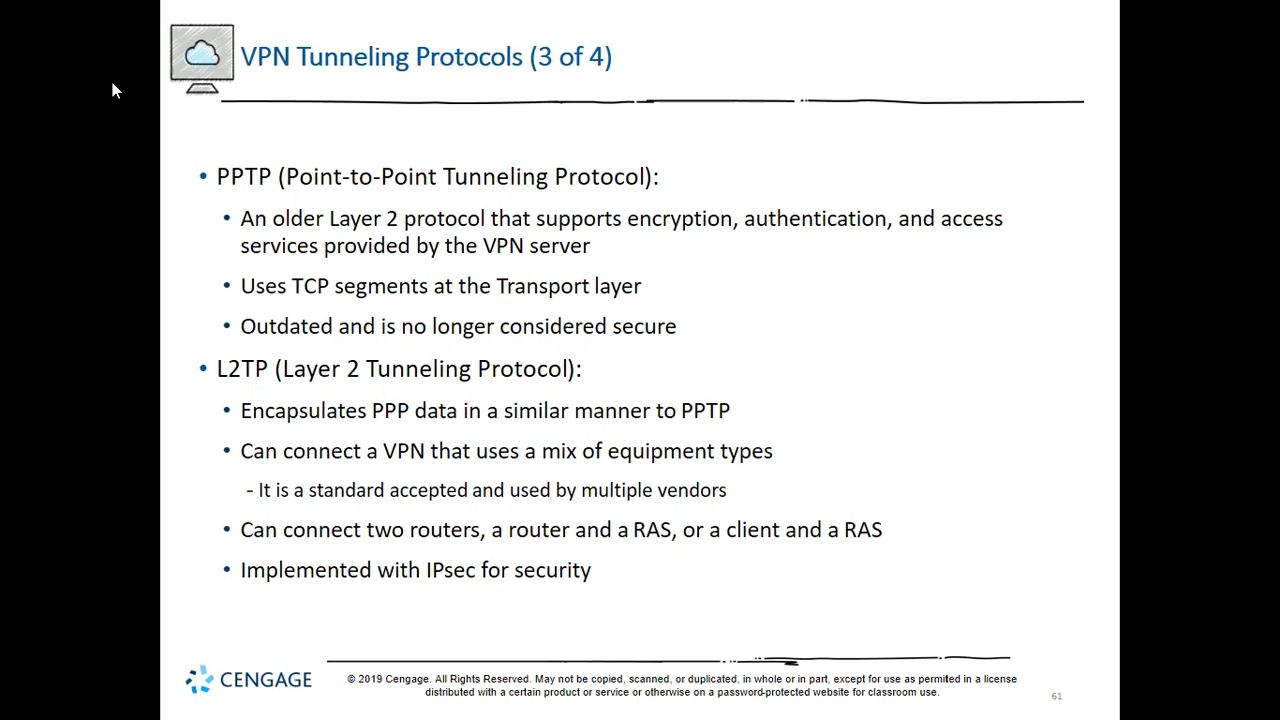 VPN Tunneling Protocols (3 of 4)
• PPTP (Point-to-Point Tunneling Protocol):
• An older Layer 2 protocol that supports encryption, authentication, and access
services provided by the VPN server
• Uses TCP segments at the Transport layer
• Outdated and is no longer considered secure
• L2TP (Layer 2 Tunneling Protocol):
• Encapsulates PPP data in a similar manner to PPTP
• Can connect a VPN that uses a mix of equipment types
- It is a standard accepted and used by multiple vendors
• Can connect two routers, a router and a RAS, or a client and a RAS
• Implemented with IPsec for security
CENGAGE
© 2019 Cengage. All Rights Reserved. May not be copied, scanned, or duplicated, in whole or in part, except for use as permitted in a license
distributed with a certain product or service or otherwise on a password-protected website for classroom use.
61